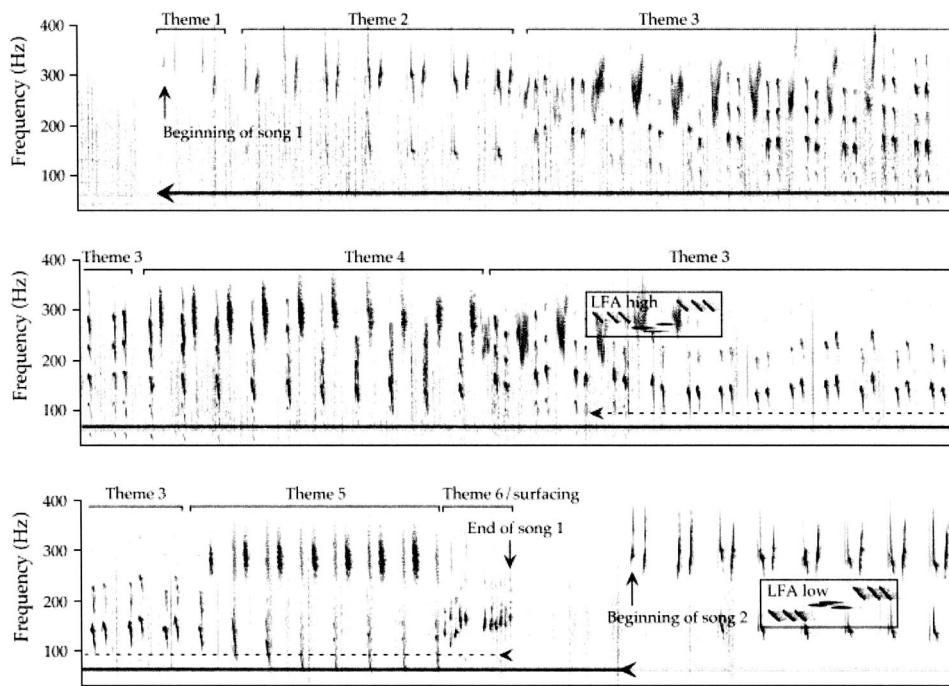 Theme 1 Theme 2 Theme 3
400
300
200
100
Frequency (Hz)
Beginning of song 1
Theme 3 Theme 4 Theme 3
400
300
200
100
Frequency (Hz)
LFA high
Theme 3 Theme 5 Theme 6/surfacing
End of song 1
400
300
200
100
Frequency (Hz)
Beginning of song 2
LFA low